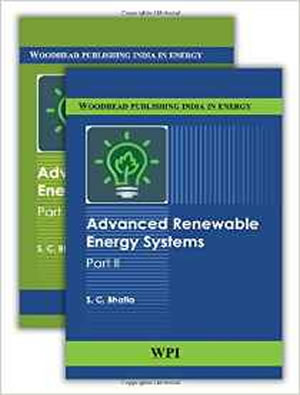 WOODHEAD PUBLISHING INDIA IN ENERGY
Adv
Ener
Part
S. C. Bh
WOODHEAD PUBLISHING INDIA IN ENERGY
Advanced Renewable
Energy Systems
Part II
S. C. Bhatia
WPI